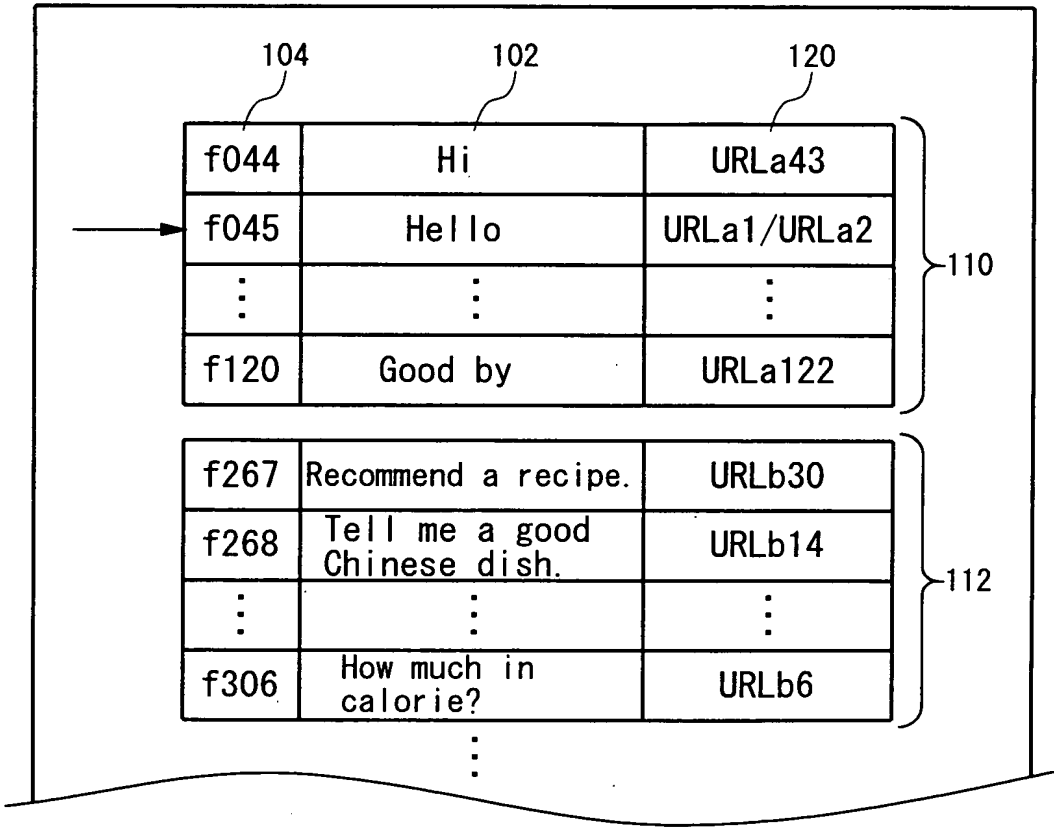 104 102 120
f044 Hi URLa43
f045 Hello URLa1/URLa2
⋮ ⋮ ⋮
f120 Good by URLa122
110
f267 Recommend a recipe. URLb30
f268 Tell me a good URLb14
Chinese dish.
⋮ ⋮ ⋮
f306 How much in URLb6
calorie?
112
⋮